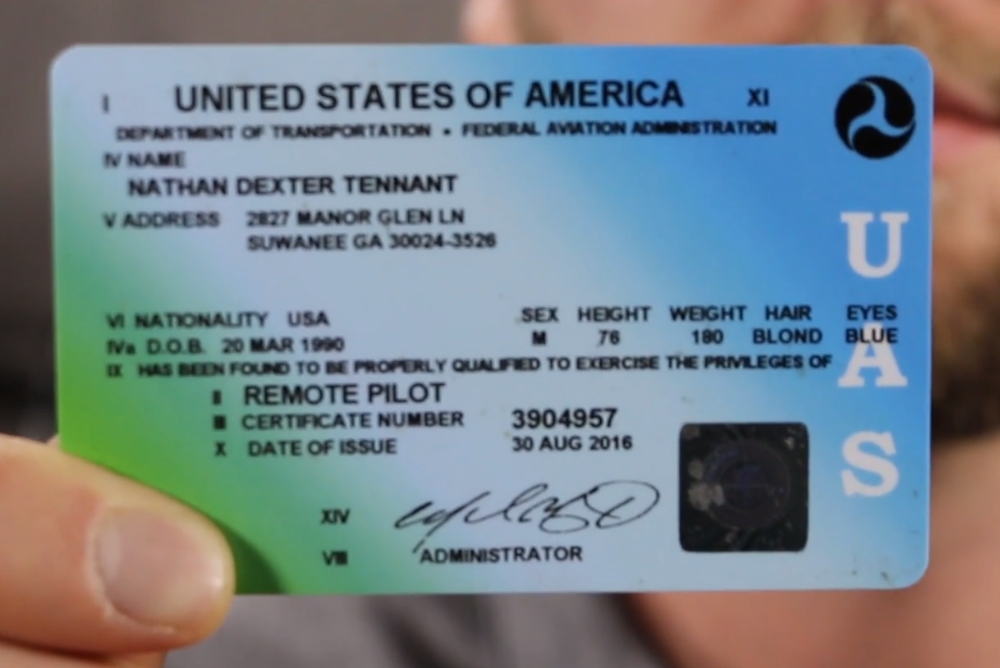 I UNITED STATES OF AMERICA XI
DEPARTMENT OF TRANSPORTATION • FEDERAL AVIATION ADMINISTRATION
IV NAME
NATHAN DEXTER TENNANT
V ADDRESS 2827 MANOR GLEN LN
SUWANEE GA 30024-3526
VI NATIONALITY USA SEX HEIGHT WEIGHT HAIR EYES
IVa D.O.B. 20 MAR 1990 M 76 180 BLOND BLUE
IX HAS BEEN FOUND TO BE PROPERLY QUALIFIED TO EXERCISE THE PRIVILEGES OF
II REMOTE PILOT
III CERTIFICATE NUMBER 3904957
X DATE OF ISSUE 30 AUG 2016
XIV
VIII ADMINISTRATOR
UAS